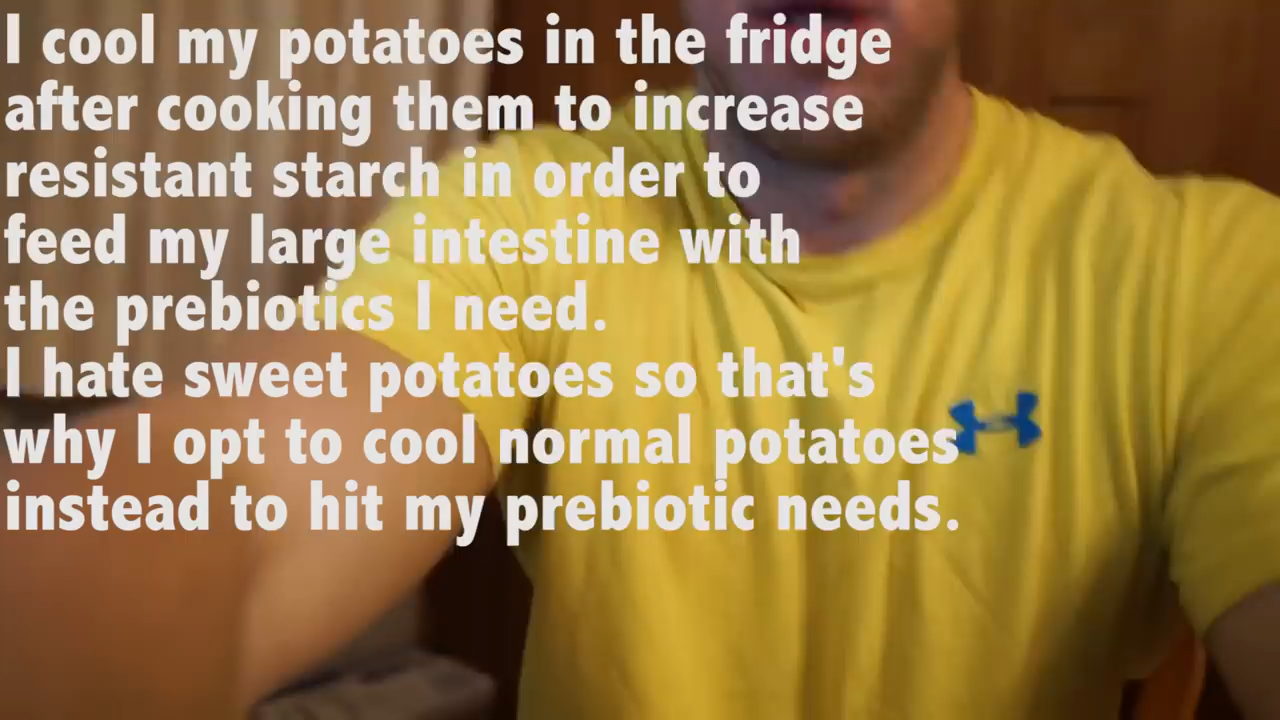 I cool my potatoes in the fridge
after cooking them to increase
resistant starch in order to
feed my large intestine with
the prebiotics I need.
I hate sweet potatoes so that's
why I opt to cool normal potatoes
instead to hit my prebiotic needs.